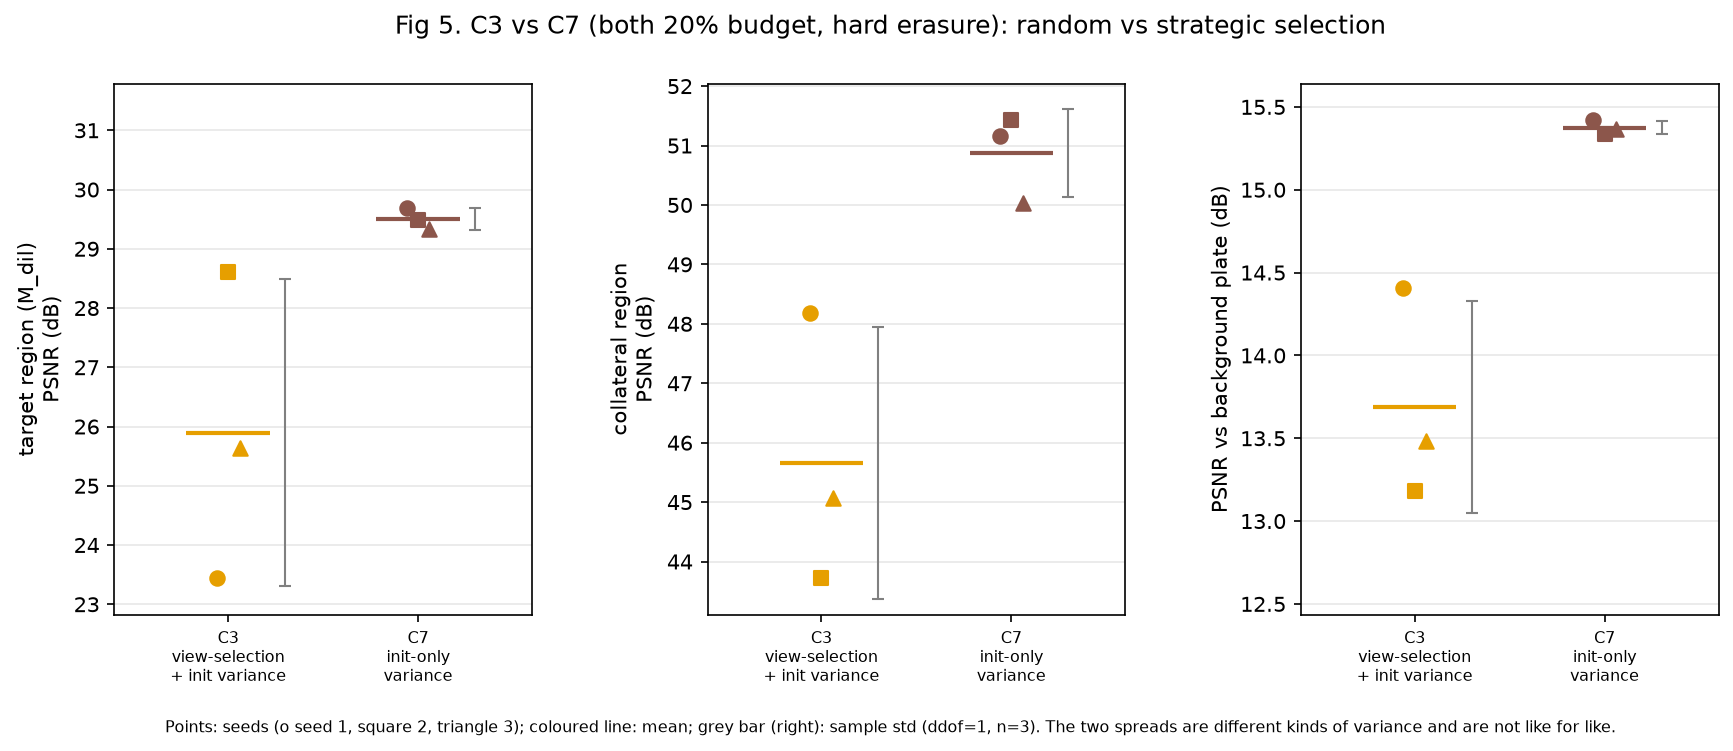 Fig 5. C3 vs C7 (both 20% budget, hard erasure): random vs strategic selection
target region (M_dil)
PSNR (dB)
31
30
29
28
27
26
25
24
23
C3
view-selection
+ init variance
C7
init-only
variance
collateral region
PSNR (dB)
52
51
50
49
48
47
46
45
44
C3
view-selection
+ init variance
C7
init-only
variance
PSNR vs background plate (dB)
15.5
15.0
14.5
14.0
13.5
13.0
12.5
C3
view-selection
+ init variance
C7
init-only
variance
Points: seeds (o seed 1, square 2, triangle 3); coloured line: mean; grey bar (right): sample std (ddof=1, n=3). The two spreads are different kinds of variance and are not like for like.